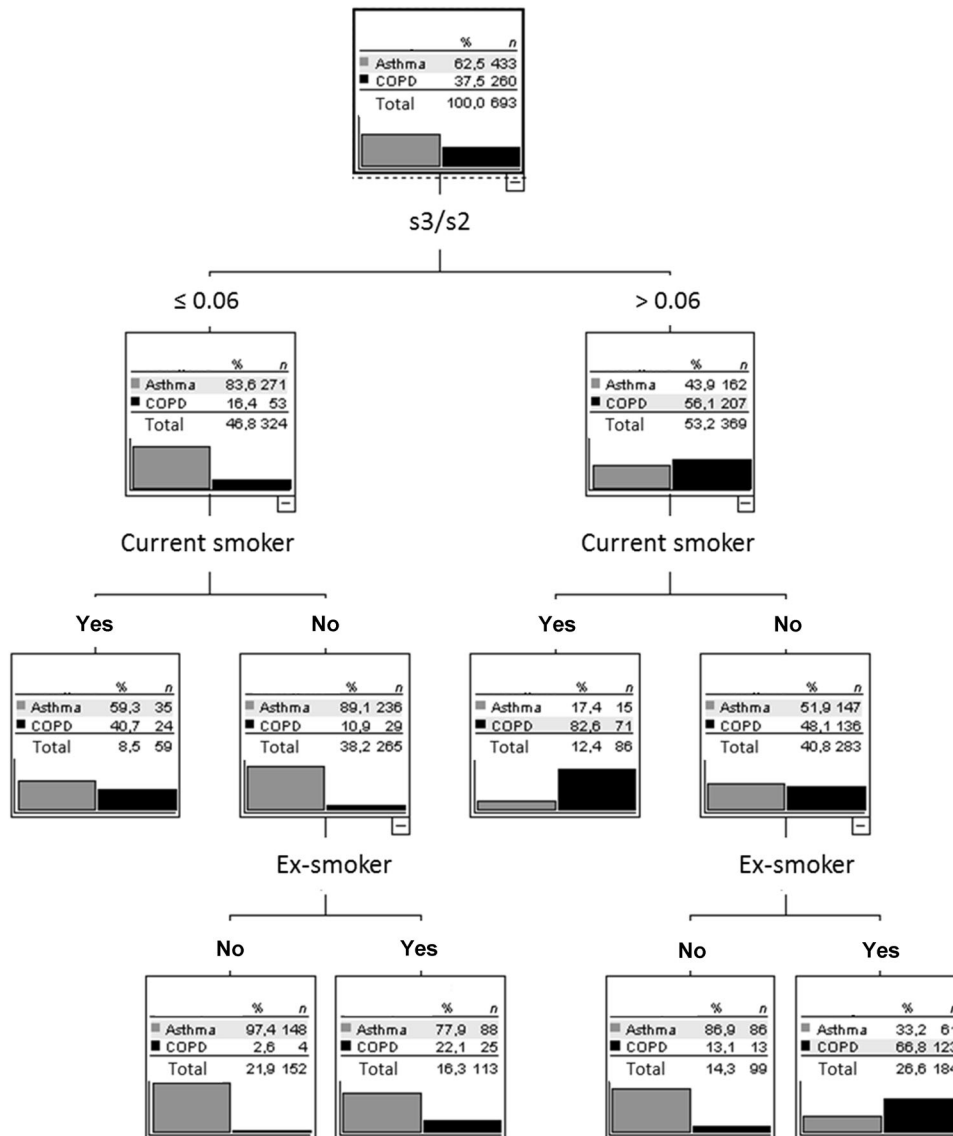 % n
Asthma 62,5 433
COPD 37,5 260
Total 100,0 693
s3/s2
≤ 0.06
> 0.06
% n
Asthma 83,6 271
COPD 16,4 53
Total 46,8 324
% n
Asthma 43,9 162
COPD 56,1 207
Total 53,2 369
Current smoker
Current smoker
Yes
No
Yes
No
% n
Asthma 59,3 35
COPD 40,7 24
Total 8,5 59
% n
Asthma 89,1 236
COPD 10,9 29
Total 38,2 265
% n
Asthma 17,4 15
COPD 82,6 71
Total 12,4 86
% n
Asthma 51,9 147
COPD 48,1 136
Total 40,8 283
Ex-smoker
Ex-smoker
No
Yes
No
Yes
% n
Asthma 97,4 148
COPD 2,6 4
Total 21,9 152
% n
Asthma 77,9 88
COPD 22,1 25
Total 16,3 113
% n
Asthma 86,9 86
COPD 13,1 13
Total 14,3 99
% n
Asthma 33,2 61
COPD 66,8 123
Total 26,6 184